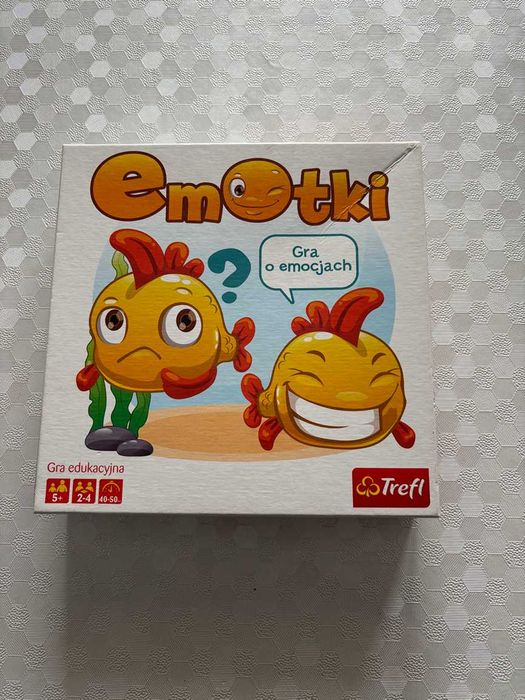 emotki
?
Gra
o emocjach
Gra edukacyjna
5+ 2-4 40-50
Trefl